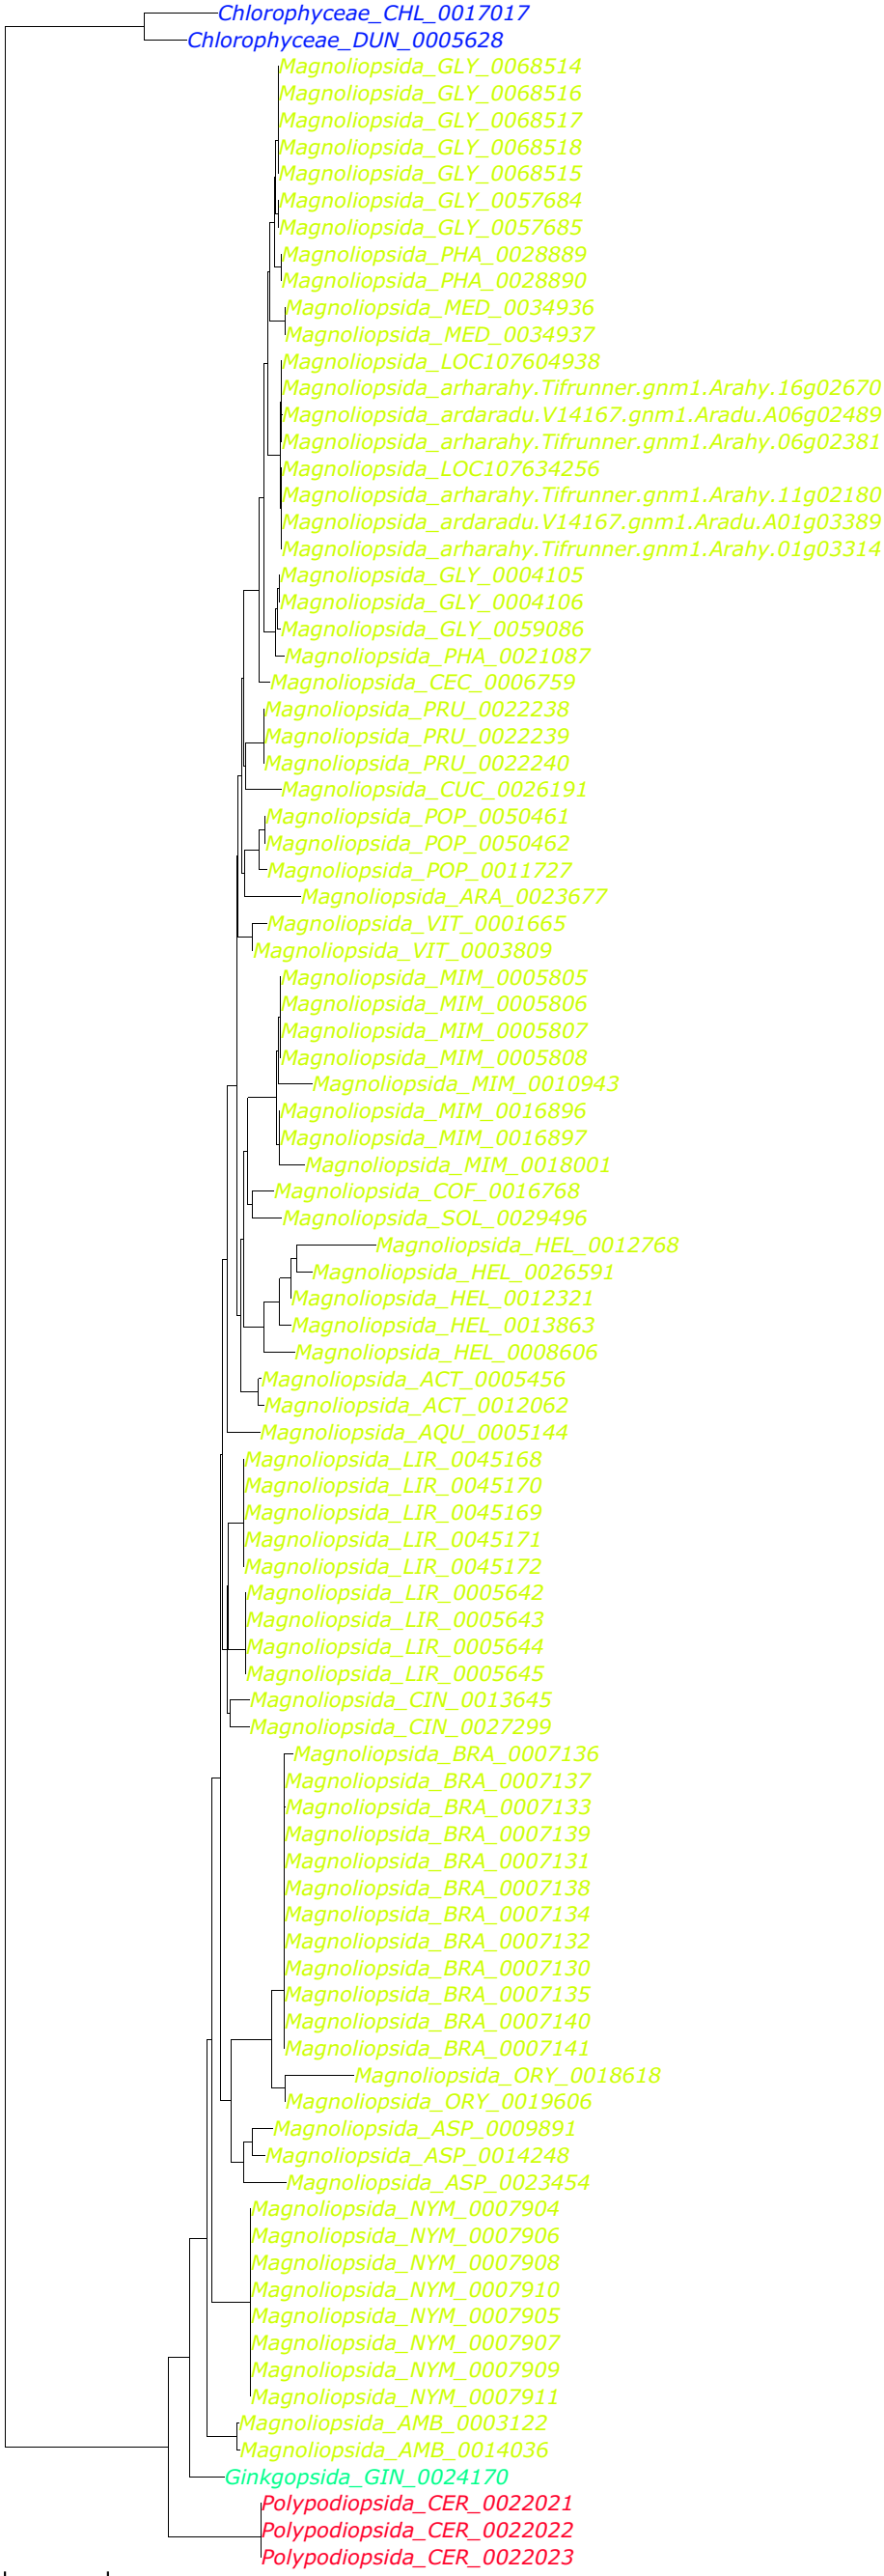 Chlorophyceae_CHL_0017017
Chlorophyceae_DUN_0005628
Magnoliopsida_GLY_0068514
Magnoliopsida_GLY_0068516
Magnoliopsida_GLY_0068517
Magnoliopsida_GLY_0068518
Magnoliopsida_GLY_0068515
Magnoliopsida_GLY_0057684
Magnoliopsida_GLY_0057685
Magnoliopsida_PHA_0028889
Magnoliopsida_PHA_0028890
Magnoliopsida_MED_0034936
Magnoliopsida_MED_0034937
Magnoliopsida_LOC107604938
Magnoliopsida_arharahy.Tifrunner.gnm1.Arahy.16g02670
Magnoliopsida_ardaradu.V14167.gnm1.Aradu.A06g02489
Magnoliopsida_arharahy.Tifrunner.gnm1.Arahy.06g02381
Magnoliopsida_LOC107634256
Magnoliopsida_arharahy.Tifrunner.gnm1.Arahy.11g02180
Magnoliopsida_ardaradu.V14167.gnm1.Aradu.A01g03389
Magnoliopsida_arharahy.Tifrunner.gnm1.Arahy.01g03314
Magnoliopsida_GLY_0004105
Magnoliopsida_GLY_0004106
Magnoliopsida_GLY_0059086
Magnoliopsida_PHA_0021087
Magnoliopsida_CEC_0006759
Magnoliopsida_PRU_0022238
Magnoliopsida_PRU_0022239
Magnoliopsida_PRU_0022240
Magnoliopsida_CUC_0026191
Magnoliopsida_POP_0050461
Magnoliopsida_POP_0050462
Magnoliopsida_POP_0011727
Magnoliopsida_ARA_0023677
Magnoliopsida_VIT_0001665
Magnoliopsida_VIT_0003809
Magnoliopsida_MIM_0005805
Magnoliopsida_MIM_0005806
Magnoliopsida_MIM_0005807
Magnoliopsida_MIM_0005808
Magnoliopsida_MIM_0010943
Magnoliopsida_MIM_0016896
Magnoliopsida_MIM_0016897
Magnoliopsida_MIM_0018001
Magnoliopsida_COF_0016768
Magnoliopsida_SOL_0029496
Magnoliopsida_HEL_0012768
Magnoliopsida_HEL_0026591
Magnoliopsida_HEL_0012321
Magnoliopsida_HEL_0013863
Magnoliopsida_HEL_0008606
Magnoliopsida_ACT_0005456
Magnoliopsida_ACT_0012062
Magnoliopsida_AQU_0005144
Magnoliopsida_LIR_0045168
Magnoliopsida_LIR_0045170
Magnoliopsida_LIR_0045169
Magnoliopsida_LIR_0045171
Magnoliopsida_LIR_0045172
Magnoliopsida_LIR_0005642
Magnoliopsida_LIR_0005643
Magnoliopsida_LIR_0005644
Magnoliopsida_LIR_0005645
Magnoliopsida_CIN_0013645
Magnoliopsida_CIN_0027299
Magnoliopsida_BRA_0007136
Magnoliopsida_BRA_0007137
Magnoliopsida_BRA_0007133
Magnoliopsida_BRA_0007139
Magnoliopsida_BRA_0007131
Magnoliopsida_BRA_0007138
Magnoliopsida_BRA_0007134
Magnoliopsida_BRA_0007132
Magnoliopsida_BRA_0007130
Magnoliopsida_BRA_0007135
Magnoliopsida_BRA_0007140
Magnoliopsida_BRA_0007141
Magnoliopsida_ORY_0018618
Magnoliopsida_ORY_0019606
Magnoliopsida_ASP_0009891
Magnoliopsida_ASP_0014248
Magnoliopsida_ASP_0023454
Magnoliopsida_NYM_0007904
Magnoliopsida_NYM_0007906
Magnoliopsida_NYM_0007908
Magnoliopsida_NYM_0007910
Magnoliopsida_NYM_0007905
Magnoliopsida_NYM_0007907
Magnoliopsida_NYM_0007909
Magnoliopsida_NYM_0007911
Magnoliopsida_AMB_0003122
Magnoliopsida_AMB_0014036
Ginkgopsida_GIN_0024170
Polypodiopsida_CER_0022021
Polypodiopsida_CER_0022022
Polypodiopsida_CER_0022023